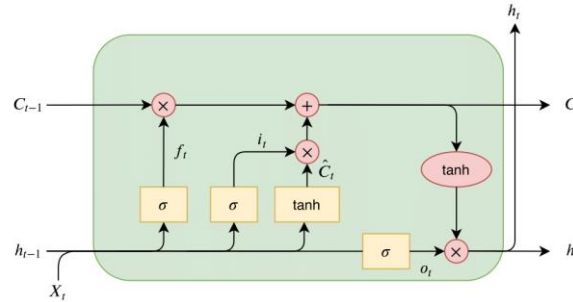 h_t
C_{t-1} × + C
f_t i_t × Ĉ_t tanh
σ σ tanh
h_{t-1} σ o_t × h
X_t